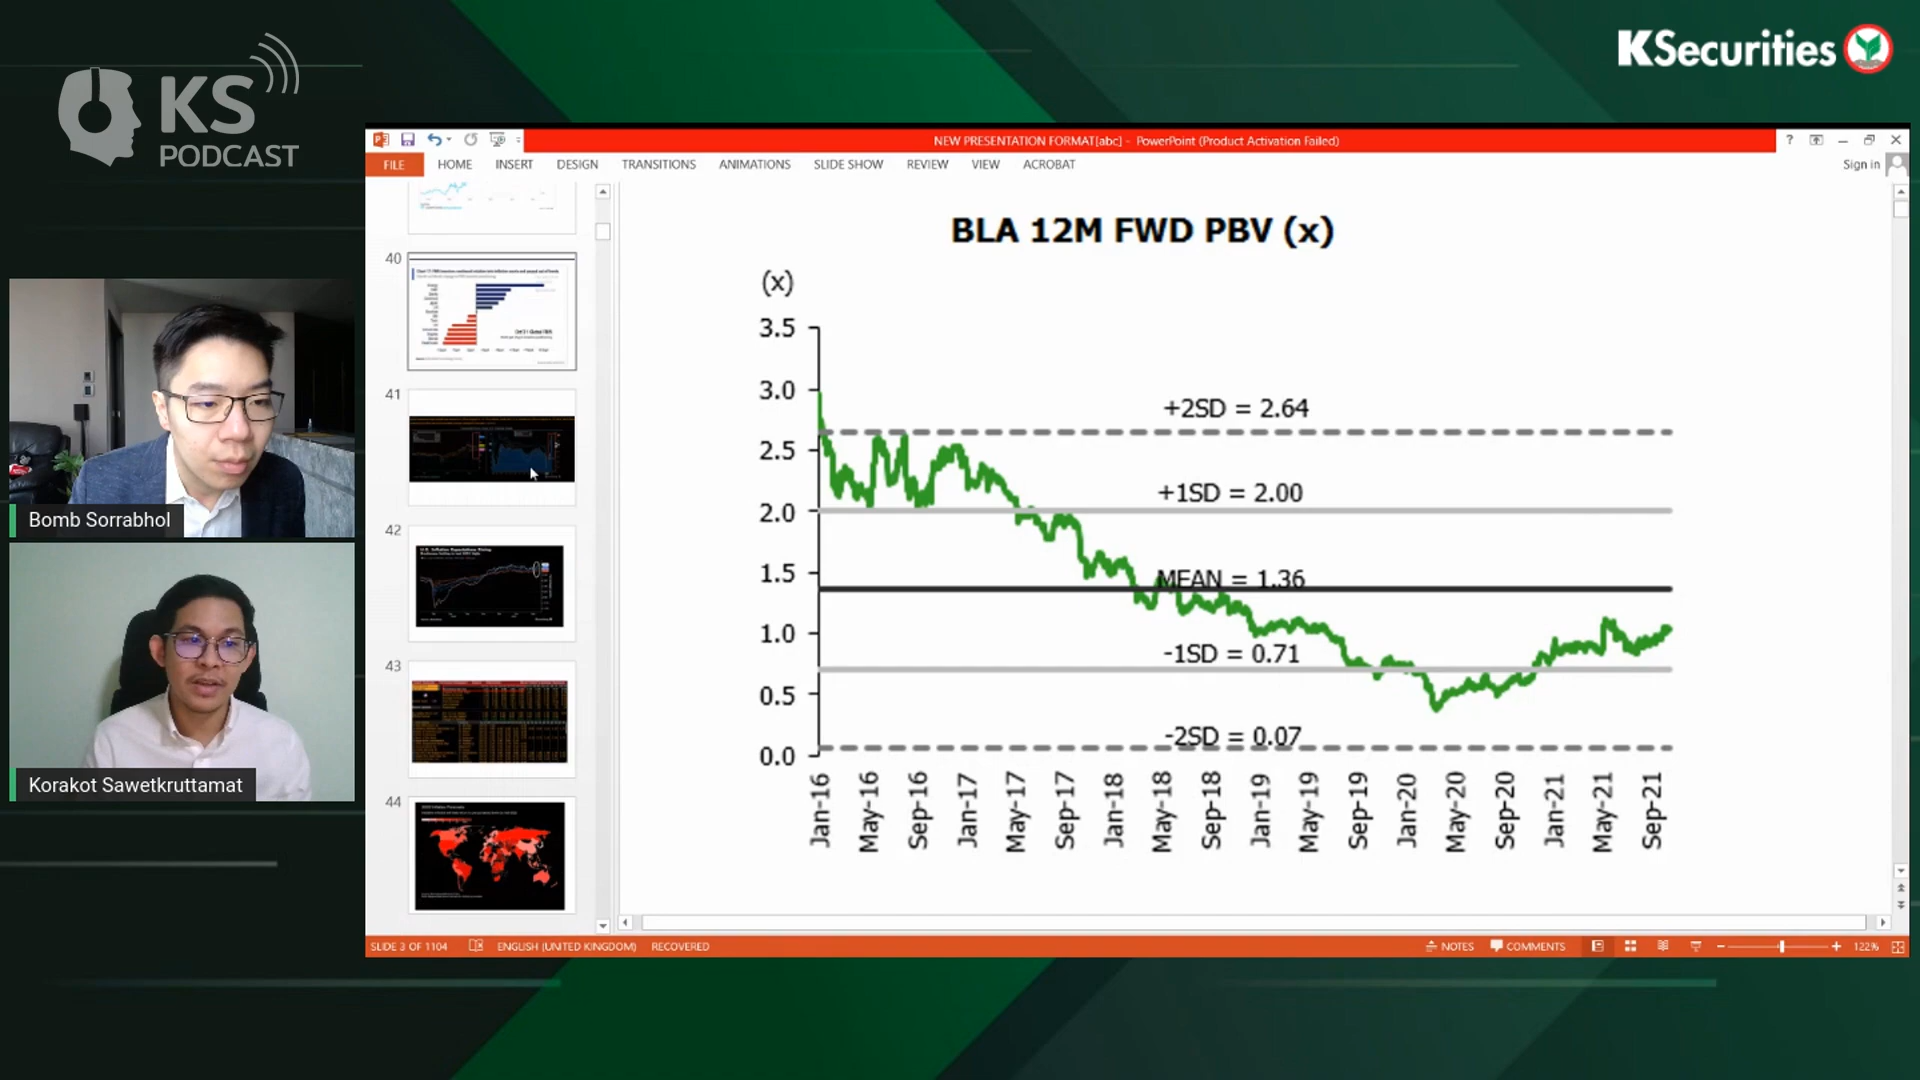 KS
PODCAST
KSecurities
NEW PRESENTATION FORMAT[abc] - PowerPoint (Product Activation Failed)
FILE HOME INSERT DESIGN TRANSITIONS ANIMATIONS SLIDE SHOW REVIEW VIEW ACROBAT
Sign in
40
41
42
43
44
BLA 12M FWD PBV (x)
(x)
3.5
3.0
2.5
2.0
1.5
1.0
0.5
0.0
+2SD = 2.64
+1SD = 2.00
MEAN = 1.36
-1SD = 0.71
-2SD = 0.07
Jan-16 May-16 Sep-16 Jan-17 May-17 Sep-17 Jan-18 May-18 Sep-18 Jan-19 May-19 Sep-19 Jan-20 May-20 Sep-20 Jan-21 May-21 Sep-21
Bomb Sorrabhol
Korakot Sawetkruttamat
SLIDE 3 OF 1104 ENGLISH (UNITED KINGDOM) RECOVERED
NOTES COMMENTS 122%